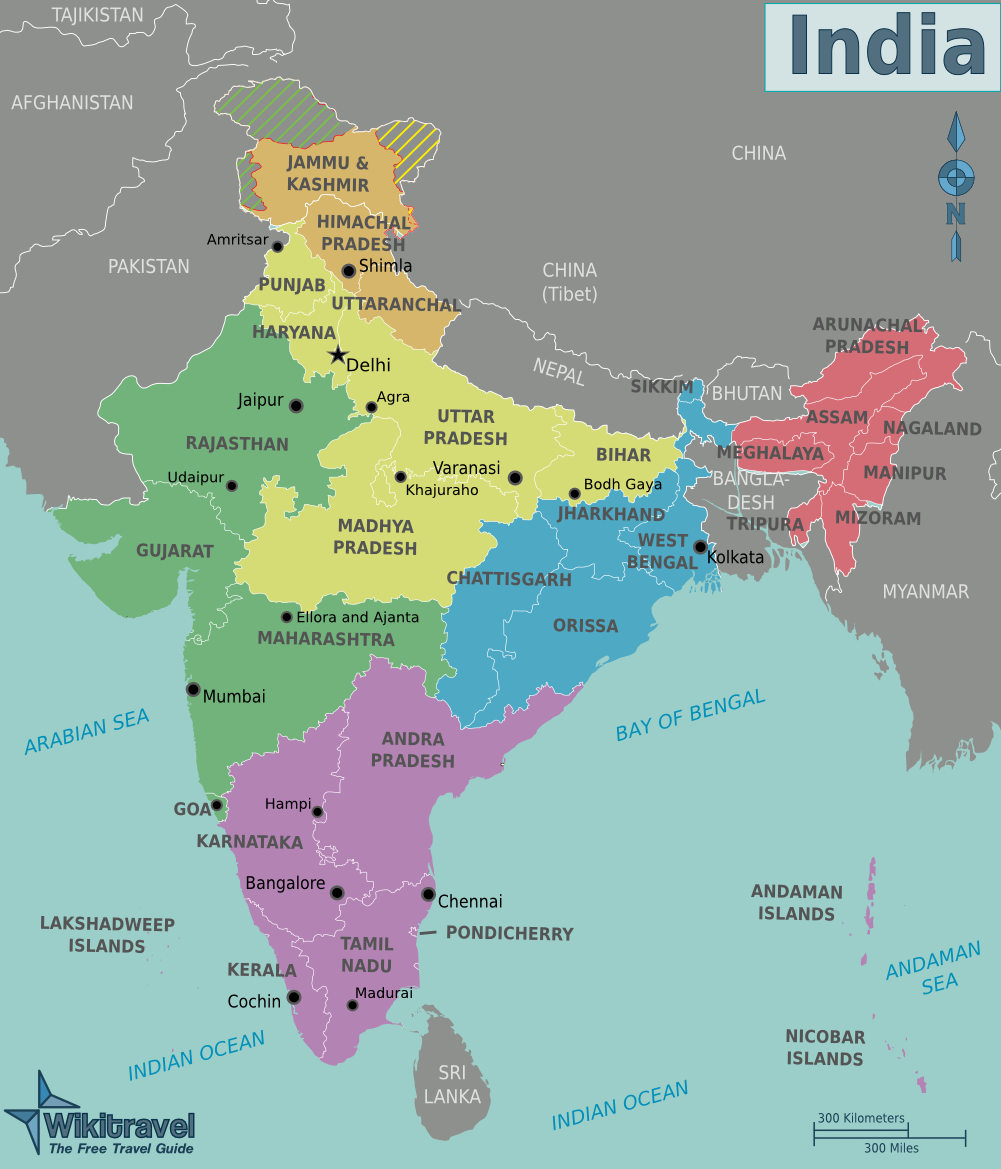 TAJIKISTAN
India
AFGHANISTAN
CHINA
JAMMU &
KASHMIR
N
HIMACHAL
PRADESH
Amritsar
PAKISTAN
Shimla
CHINA
(Tibet)
PUNJAB
UTTARANCHAL
HARYANA
ARUNACHAL
PRADESH
Delhi
NEPAL
SIKKIM
BHUTAN
Jaipur
Agra
UTTAR
PRADESH
ASSAM
NAGALAND
RAJASTHAN
BIHAR
MEGHALAYA
Varanasi
MANIPUR
Udaipur
Khajuraho
Bodh Gaya
BANGLA-
DESH
JHARKHAND
TRIPURA
MIZORAM
MADHYA
PRADESH
GUJARAT
WEST
BENGAL
Kolkata
CHATTISGARH
MYANMAR
Ellora and Ajanta
ORISSA
MAHARASHTRA
Mumbai
ARABIAN SEA
BAY OF BENGAL
ANDRA
PRADESH
GOA
Hampi
KARNATAKA
Bangalore
Chennai
ANDAMAN
ISLANDS
LAKSHADWEEP
ISLANDS
PONDICHERRY
TAMIL
NADU
ANDAMAN
SEA
KERALA
Cochin
Madurai
INDIAN OCEAN
NICOBAR
ISLANDS
SRI
LANKA
INDIAN OCEAN
Wikitravel
The Free Travel Guide
300 Kilometers
300 Miles